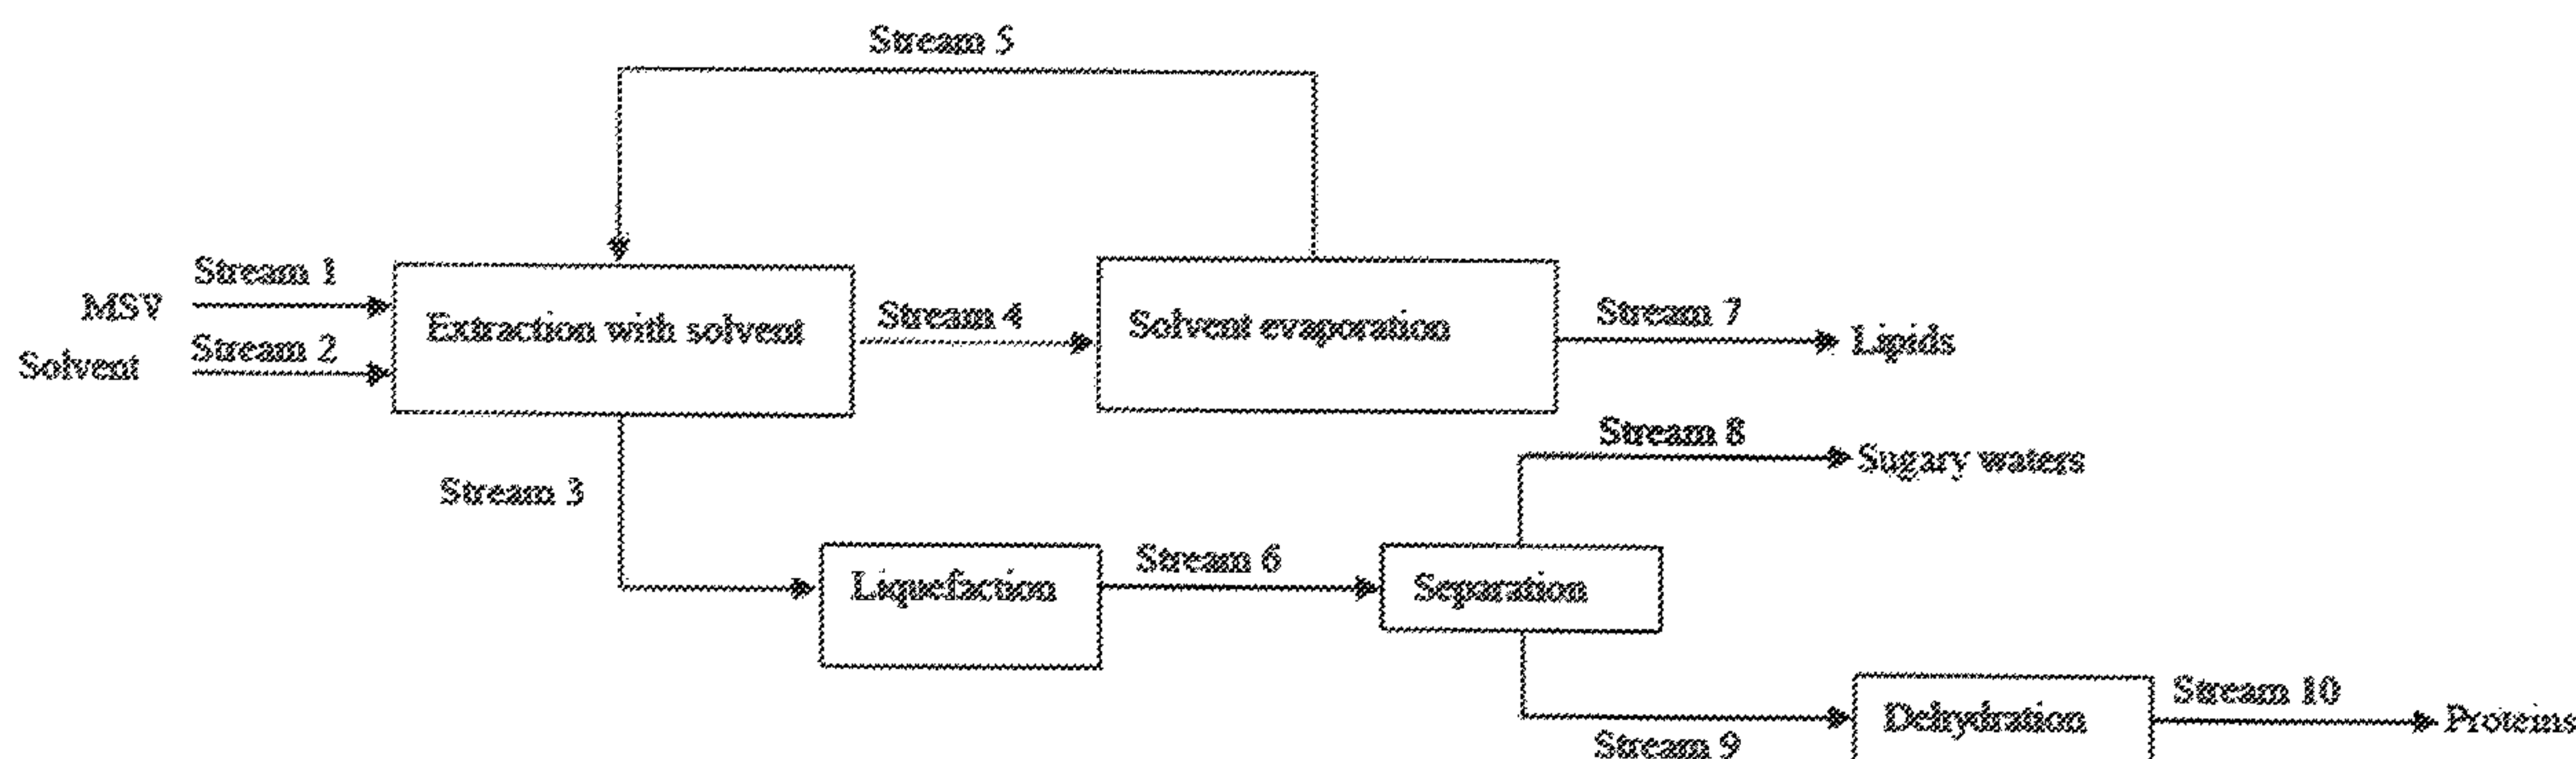 Stream 5
Stream 1
MSV
Stream 2
Solvent
Extraction with solvent
Stream 4
Solvent evaporation
Stream 7
Lipids
Stream 8
Sugary waters
Stream 3
Liquefaction
Stream 6
Separation
Stream 9
Dehydration
Stream 10
Proteins